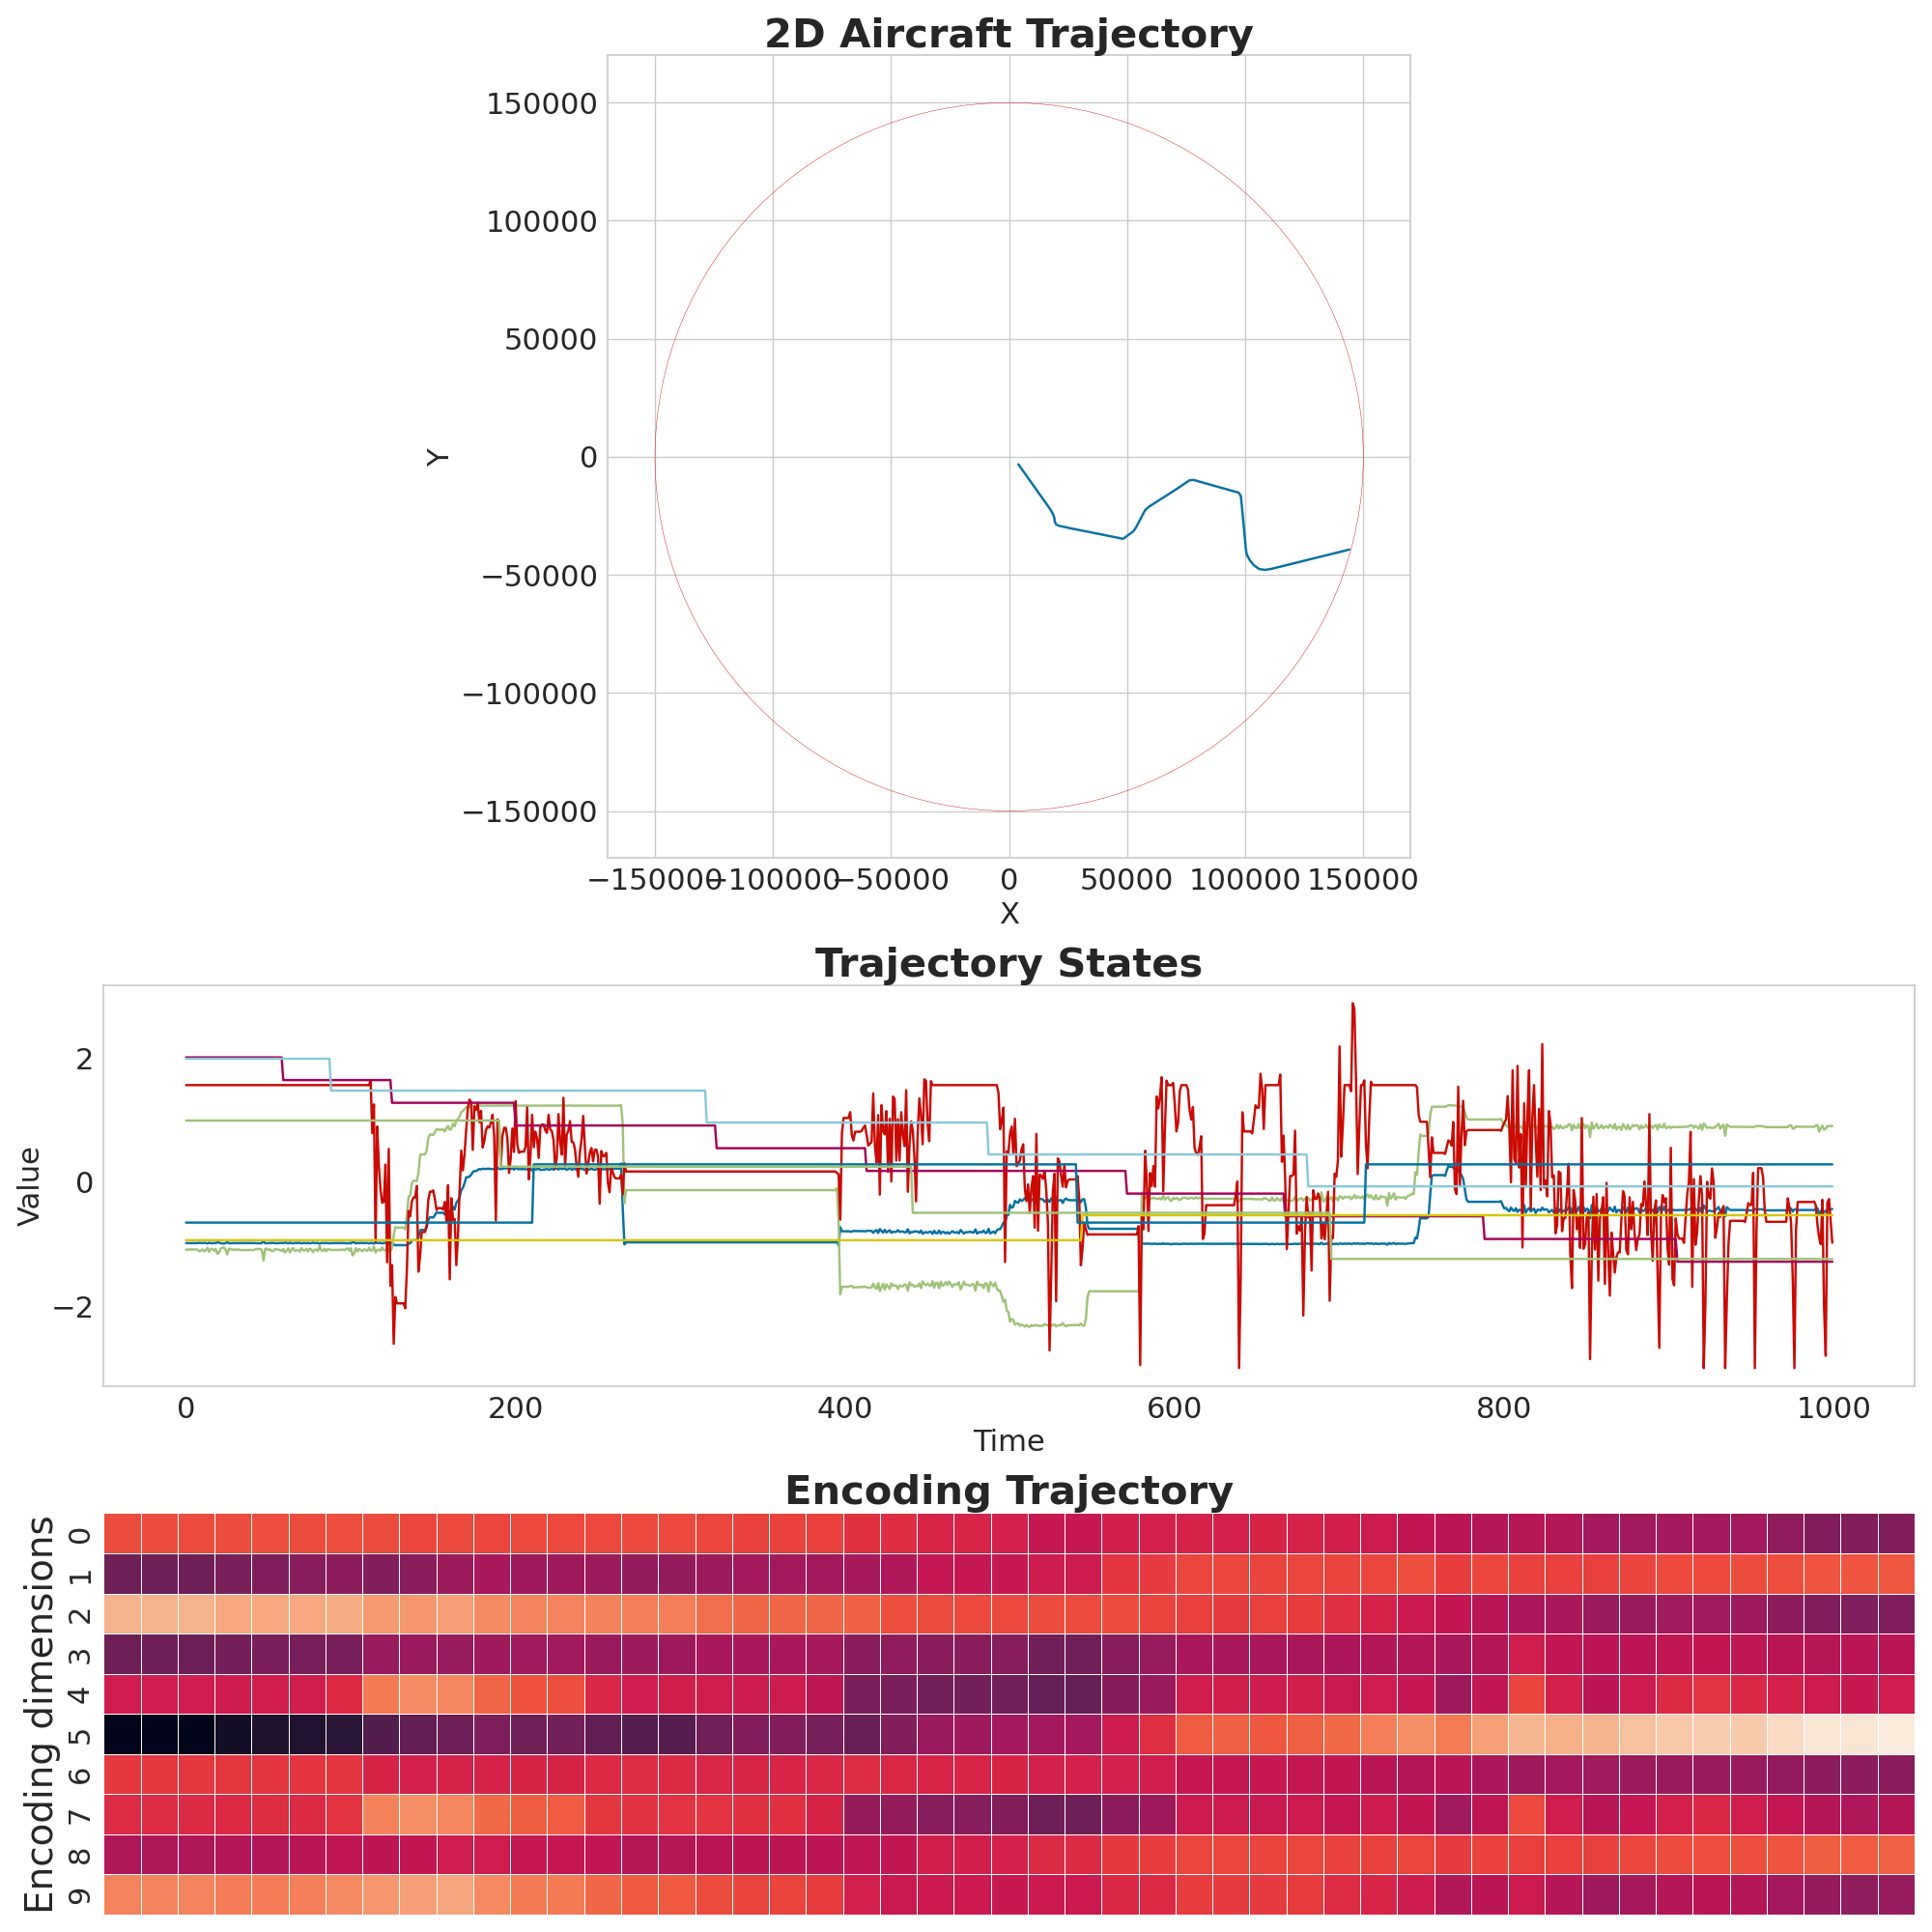 2D Aircraft Trajectory
150000
100000
50000
0
−50000
−100000
−150000
Y
−150000 −100000 −50000 0 50000 100000 150000
X
Trajectory States
2
0
−2
Value
0 200 400 600 800 1000
Time
Encoding Trajectory
0
1
2
3
4
5
6
7
8
9
Encoding dimensions